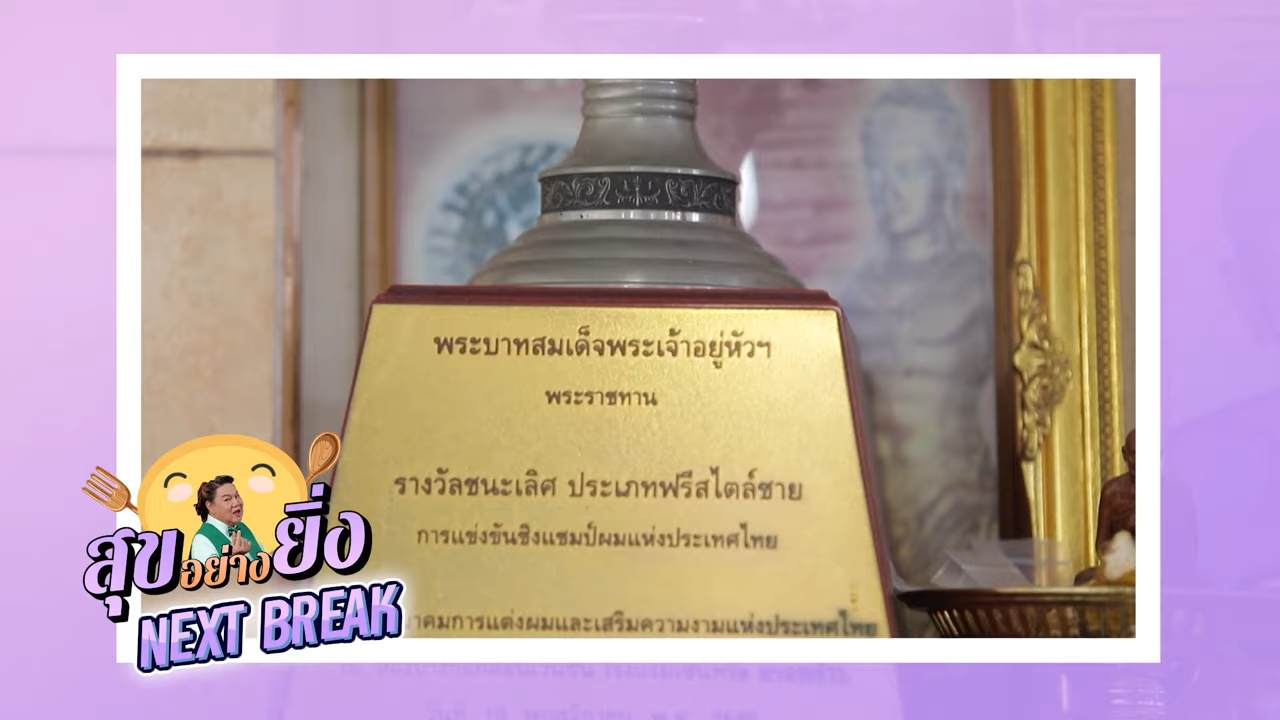 พระบาทสมเด็จพระเจ้าอยู่หัวฯ
พระราชทาน
รางวัลชนะเลิศ ประเภทฟรีสไตล์ชาย
การแข่งขันชิงแชมป์ผมแห่งประเทศไทย
าคมการแต่งผมและเสริมความงามแห่งประเทศไทย
สุขอย่างยิ่ง
NEXT BREAK